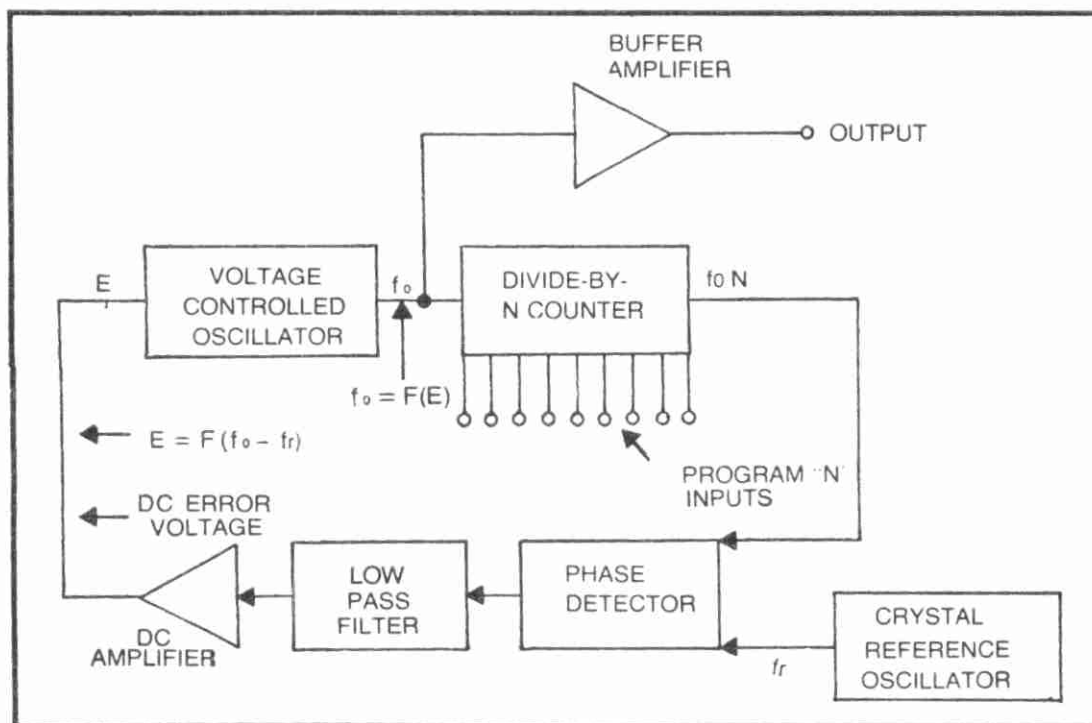 BUFFER
AMPLIFIER
OUTPUT
E
VOLTAGE
CONTROLLED
OSCILLATOR
fo
DIVIDE-BY-
N COUNTER
fo N
fo = F(E)
E = F(fo - fr)
PROGRAM "N'
INPUTS
DC ERROR
VOLTAGE
DC
AMPLIFIER
LOW
PASS
FILTER
PHASE
DETECTOR
fr
CRYSTAL
REFERENCE
OSCILLATOR